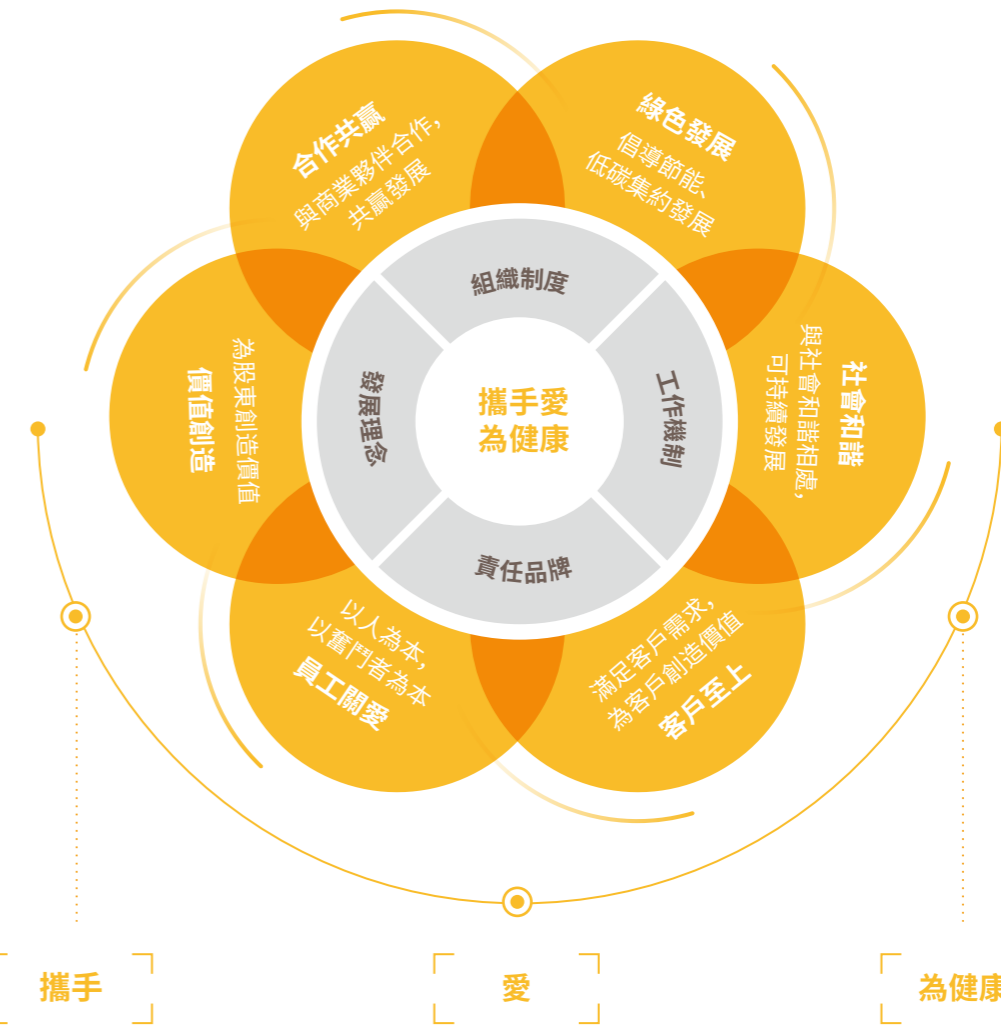 合作共贏
與商業夥伴合作，
共贏發展
綠色發展
倡導節能、
低碳集約發展
社會和諧
與社會和諧相處，
可持續發展
滿足客戶需求，
為客戶創造價值
客戶至上
以人為本，
以奮鬥者為本
員工關愛
價值創造
為股東創造價值
組織制度
工作機制
責任品牌
發展理念
攜手愛
為健康
攜手
愛
為健康